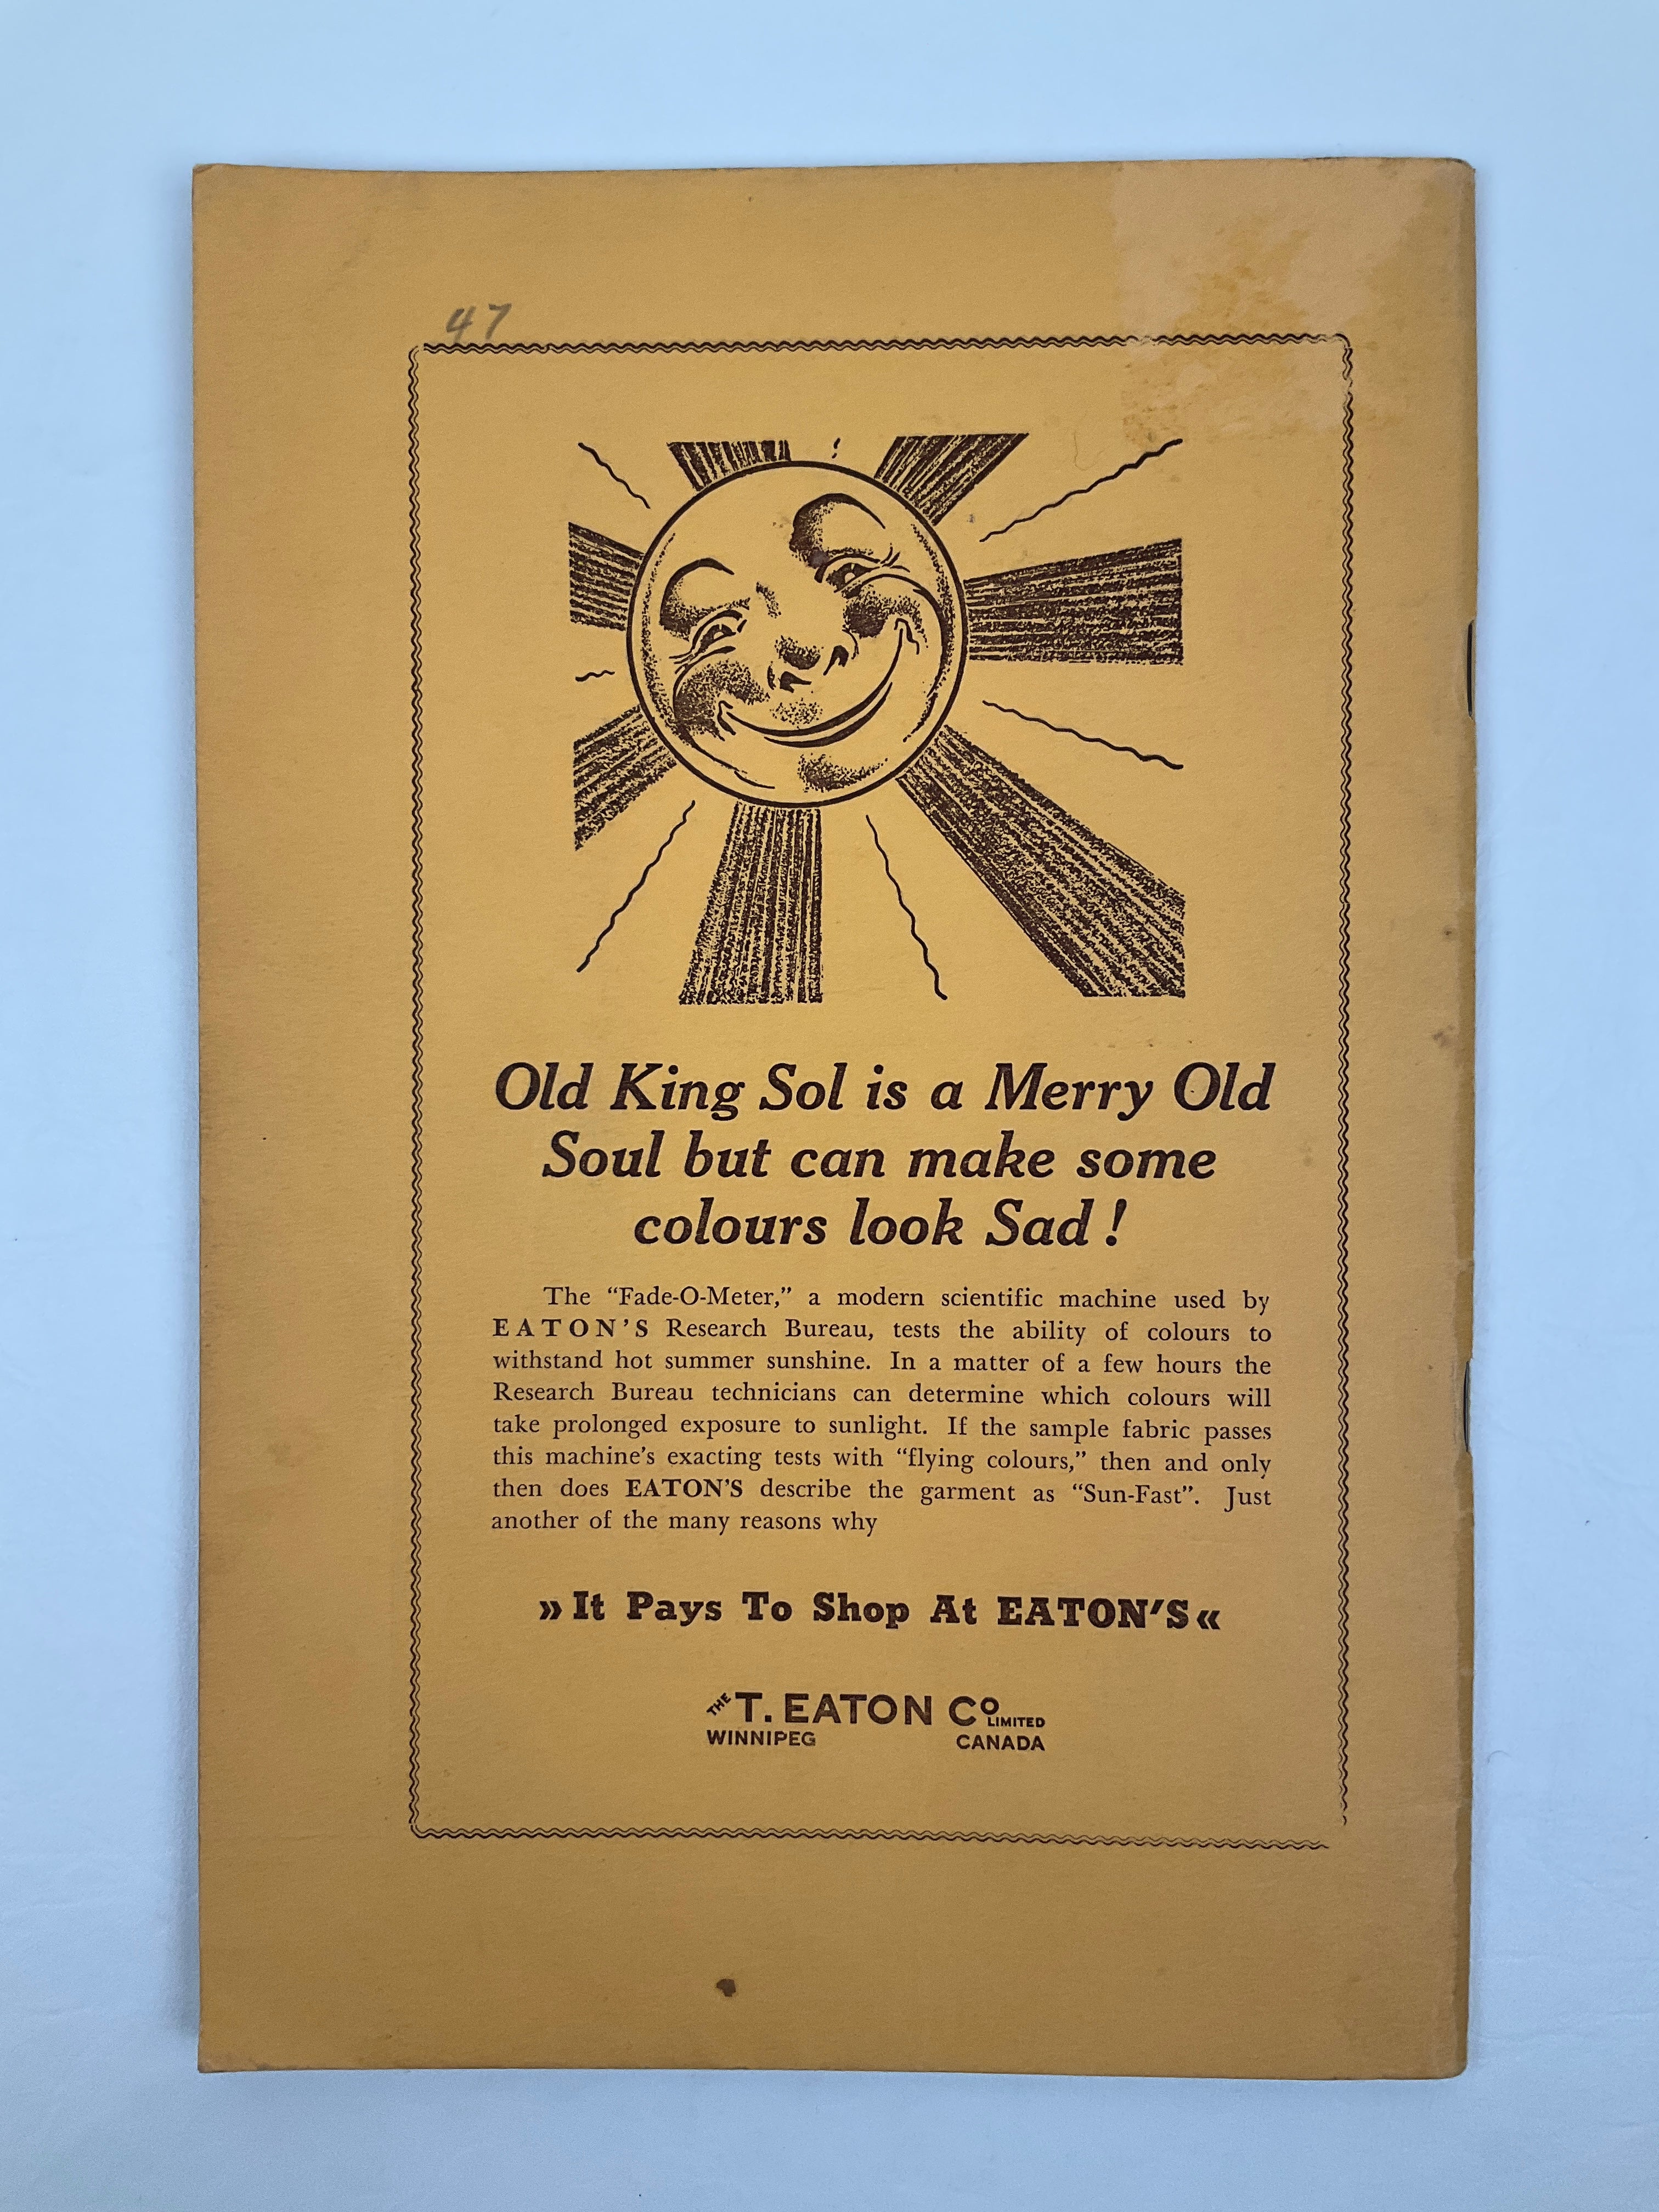 47
Old King Sol is a Merry Old
Soul but can make some
colours look Sad!
The “Fade-O-Meter,” a modern scientific machine used by
EATON’S Research Bureau, tests the ability of colours to
withstand hot summer sunshine. In a matter of a few hours the
Research Bureau technicians can determine which colours will
take prolonged exposure to sunlight. If the sample fabric passes
this machine’s exacting tests with “flying colours,” then and only
then does EATON’S describe the garment as “Sun-Fast”. Just
another of the many reasons why
»It Pays To Shop At EATON’S«
THE T. EATON Co LIMITED
WINNIPEG CANADA